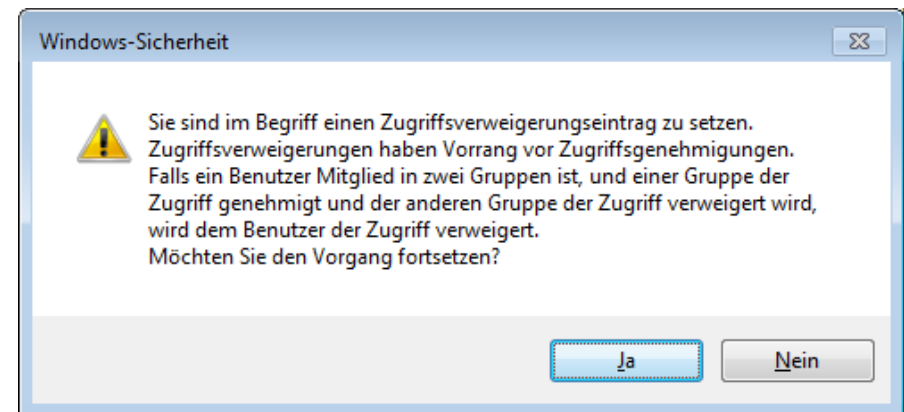 Windows-Sicherheit
Sie sind im Begriff einen Zugriffsverweigerungseintrag zu setzen.
Zugriffsverweigerungen haben Vorrang vor Zugriffsgenehmigungen.
Falls ein Benutzer Mitglied in zwei Gruppen ist, und einer Gruppe der
Zugriff genehmigt und der anderen Gruppe der Zugriff verweigert wird,
wird dem Benutzer der Zugriff verweigert.
Möchten Sie den Vorgang fortsetzen?
Ja
Nein